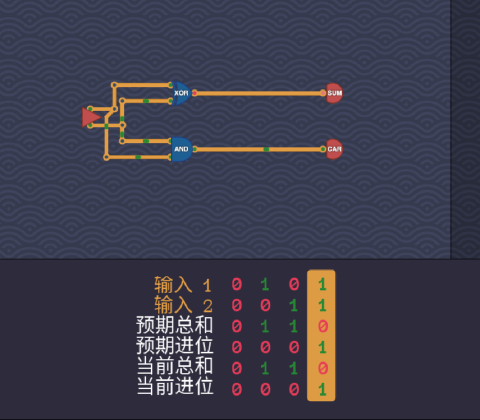 XOR
SUM
AND
CAR
输入 1 0 1 0 1
输入 2 0 0 1 1
预期总和 0 1 1 0
预期进位 0 0 0 1
当前总和 0 1 1 0
当前进位 0 0 0 1